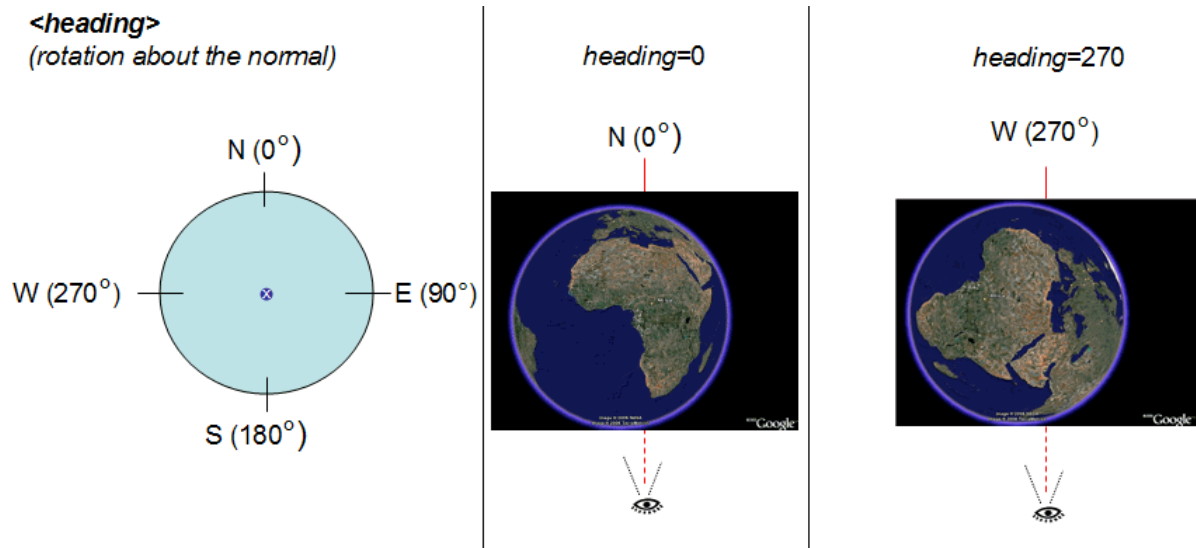 <heading>
(rotation about the normal)
N (0°)
W (270°)
E (90°)
S (180°)
heading=0
N (0°)
Google
heading=270
W (270°)
Google